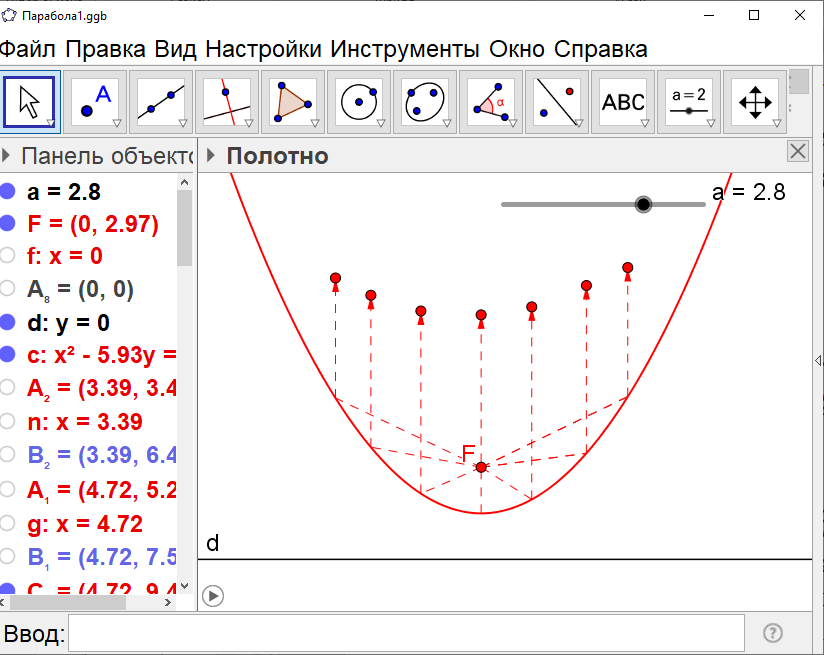 Парабола1.ggb
Файл Правка Вид Настройки Инструменты Окно Справка
A α ABC a=2
Панель объекто
Полотно
a = 2.8
F = (0, 2.97)
f: x = 0
A₈ = (0, 0)
d: y = 0
c: x² - 5.93y =
A₂ = (3.39, 3.4
n: x = 3.39
B₂ = (3.39, 6.4
A₁ = (4.72, 5.2
g: x = 4.72
B₁ = (4.72, 7.5
C = (4.72, 9.4
a = 2.8
F
d
Ввод:
?